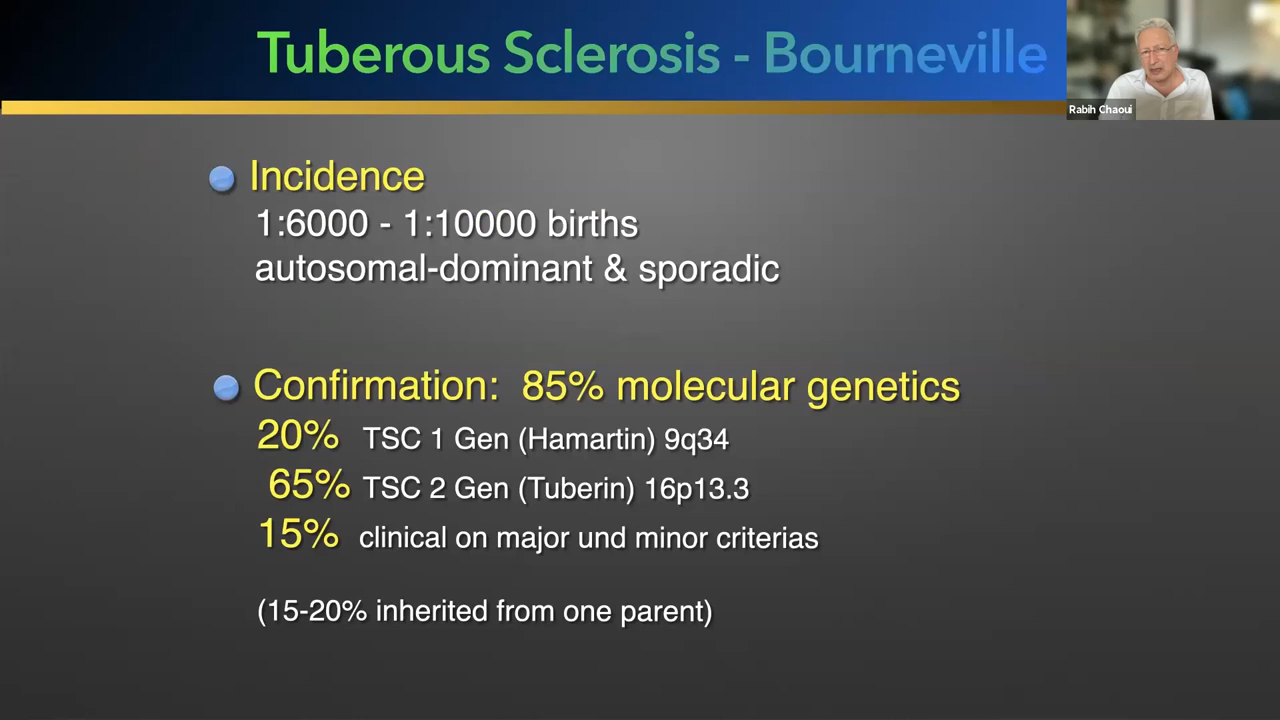 Tuberous Sclerosis - Bourneville
Rabih Chaoui
Incidence
1:6000 - 1:10000 births
autosomal-dominant & sporadic
Confirmation: 85% molecular genetics
20% TSC 1 Gen (Hamartin) 9q34
65% TSC 2 Gen (Tuberin) 16p13.3
15% clinical on major und minor criterias
(15-20% inherited from one parent)